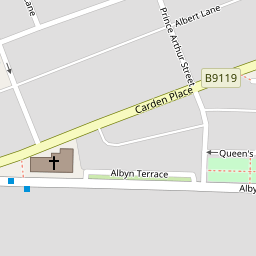 Lane
Albert Lane
Prince Arthur Street
B9119
Carden Place
Queen's
Albyn Terrace
Alby